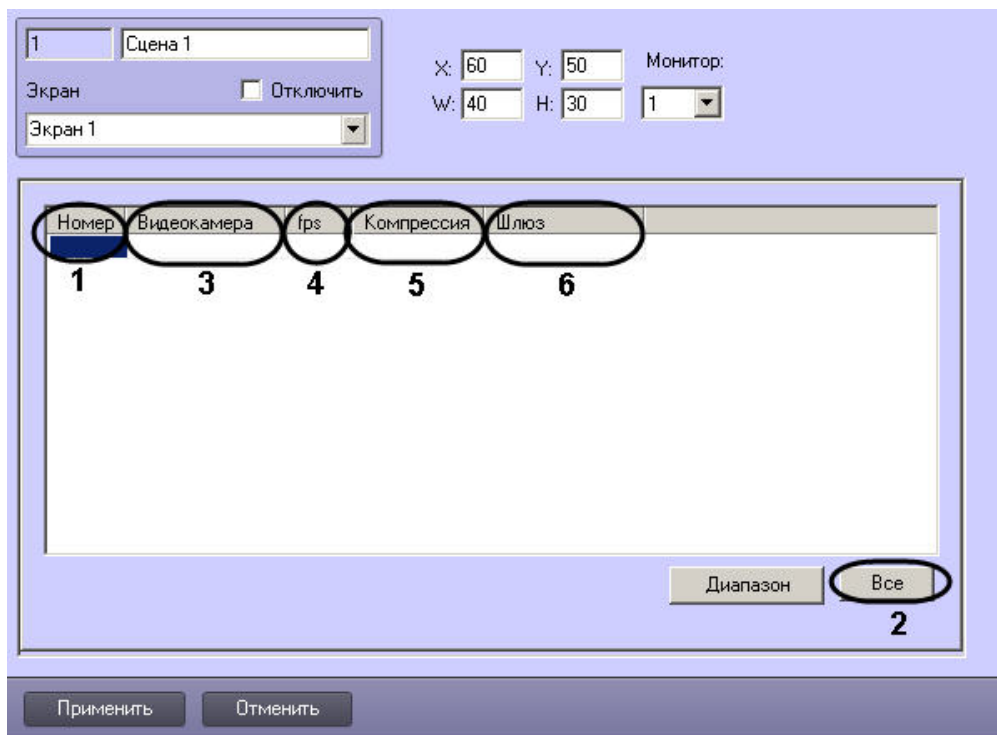 1 Сцена 1
X: 60 Y: 50 Монитор:
Экран Отключить
W: 40 H: 30 1
Экран 1
Номер Видеокамера fps Компрессия Шлюз
1 3 4 5 6
Диапазон Все
2
Применить Отменить